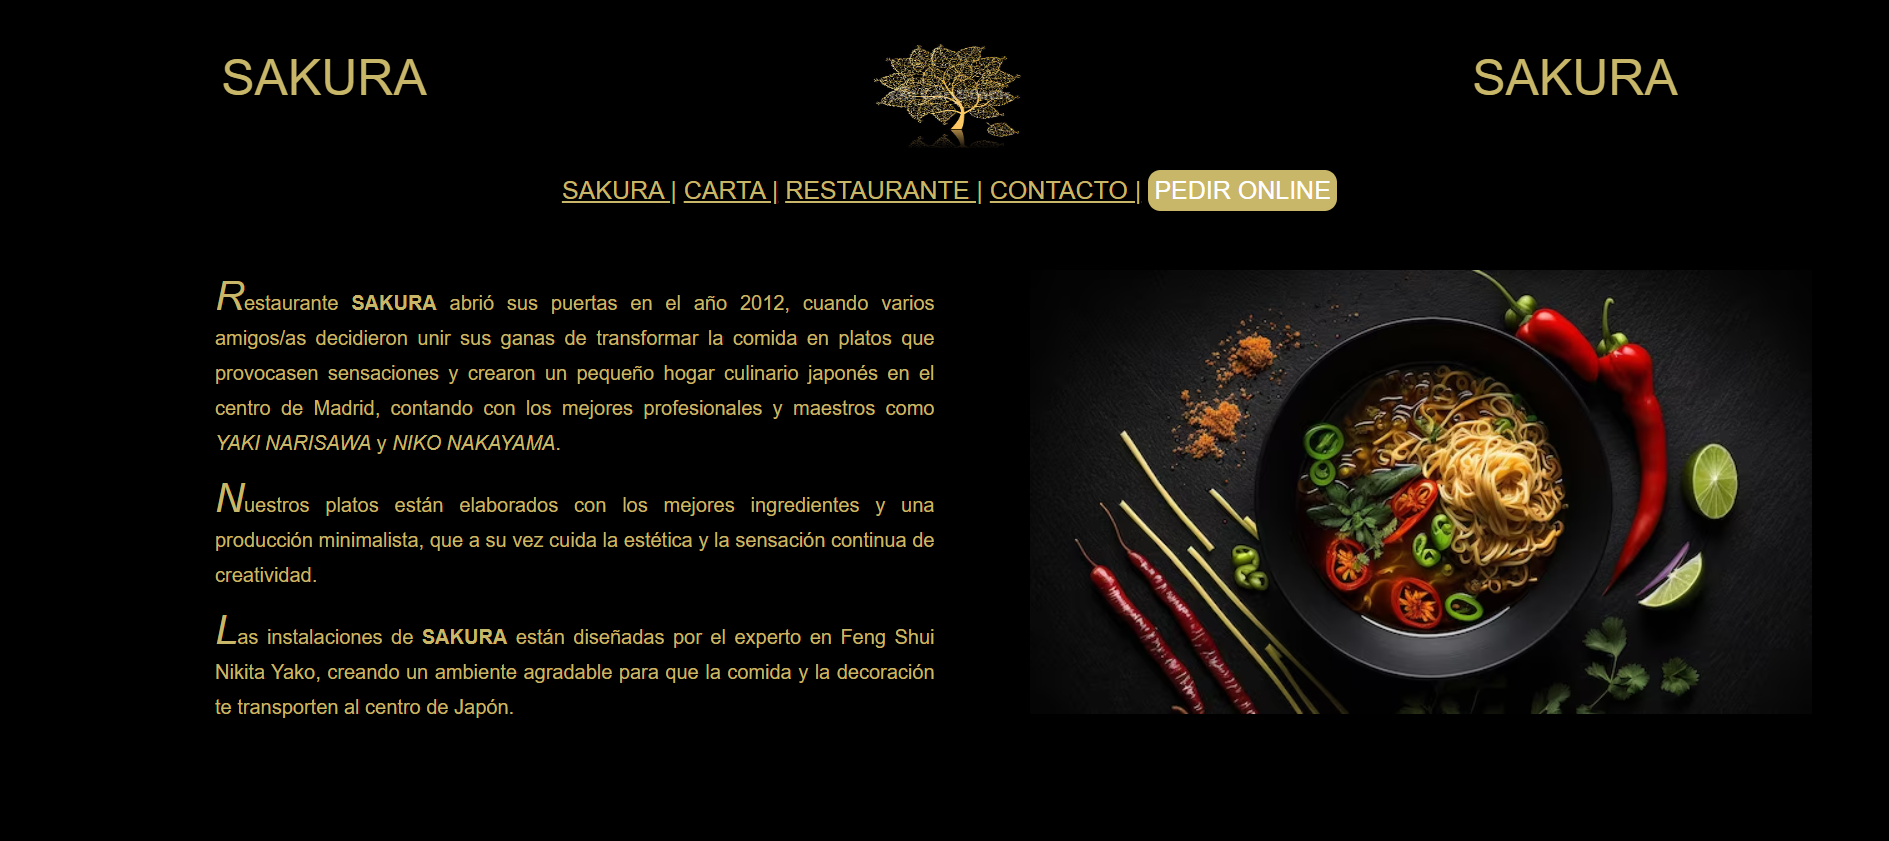 SAKURA
SAKURA
SAKURA | CARTA | RESTAURANTE | CONTACTO | PEDIR ONLINE
Restaurante SAKURA abrió sus puertas en el año 2012, cuando varios
amigos/as decidieron unir sus ganas de transformar la comida en platos que
provocasen sensaciones y crearon un pequeño hogar culinario japonés en el
centro de Madrid, contando con los mejores profesionales y maestros como
YAKI NARISAWA y NIKO NAKAYAMA.
Nuestros platos están elaborados con los mejores ingredientes y una
producción minimalista, que a su vez cuida la estética y la sensación continua de
creatividad.
Las instalaciones de SAKURA están diseñadas por el experto en Feng Shui
Nikita Yako, creando un ambiente agradable para que la comida y la decoración
te transporten al centro de Japón.